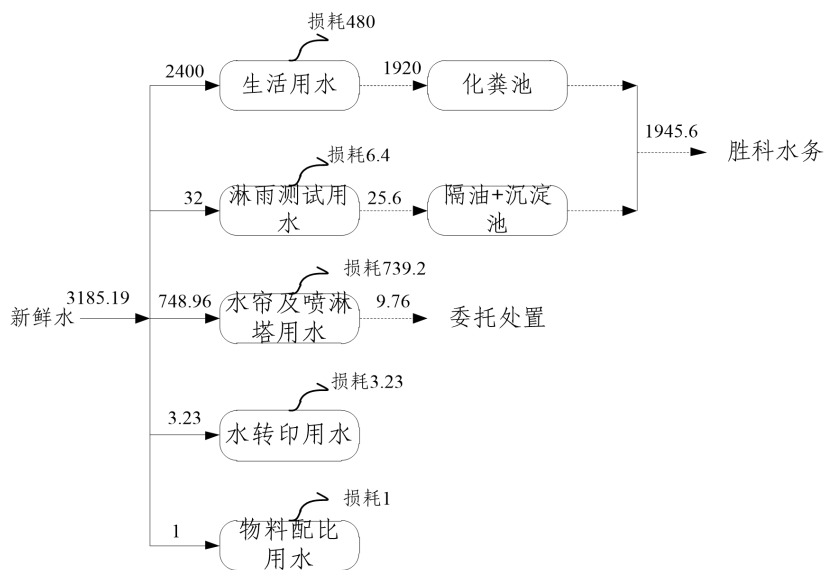 损耗480
2400
生活用水
1920
化粪池
1945.6
胜科水务
损耗6.4
32
淋雨测试用
水
25.6
隔油+沉淀
池
损耗739.2
新鲜水
3185.19
748.96
水帘及喷淋
塔用水
9.76
委托处置
损耗3.23
3.23
水转印用水
损耗1
1
物料配比
用水